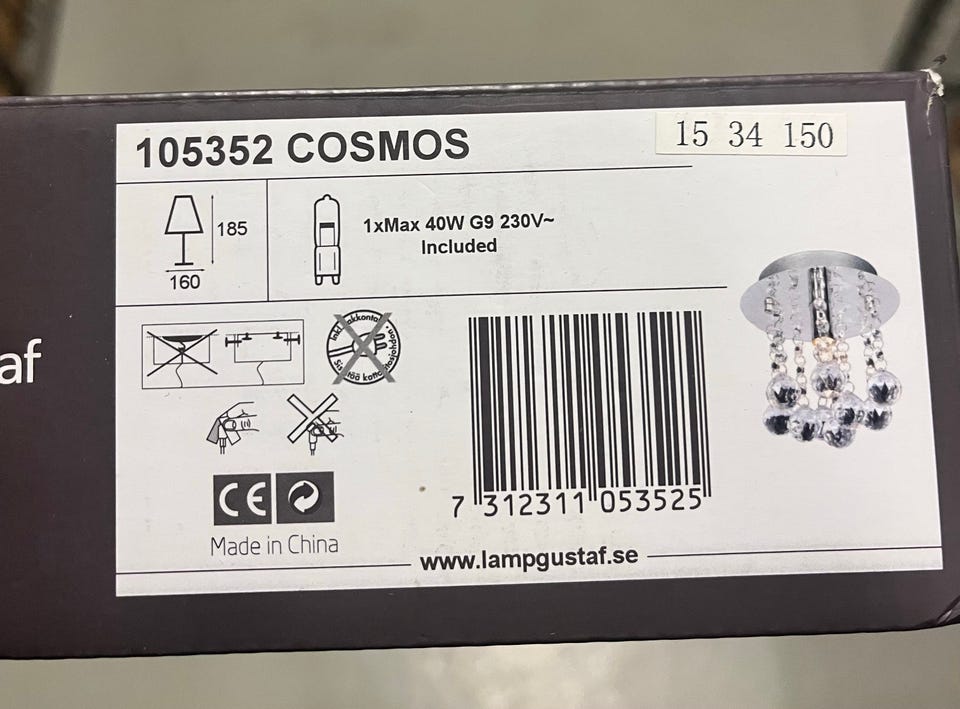 105352 COSMOS
15 34 150
185
160
1xMax 40W G9 230V~
Included
af
CE
7 312311 053525
Made in China
www.lampgustaf.se